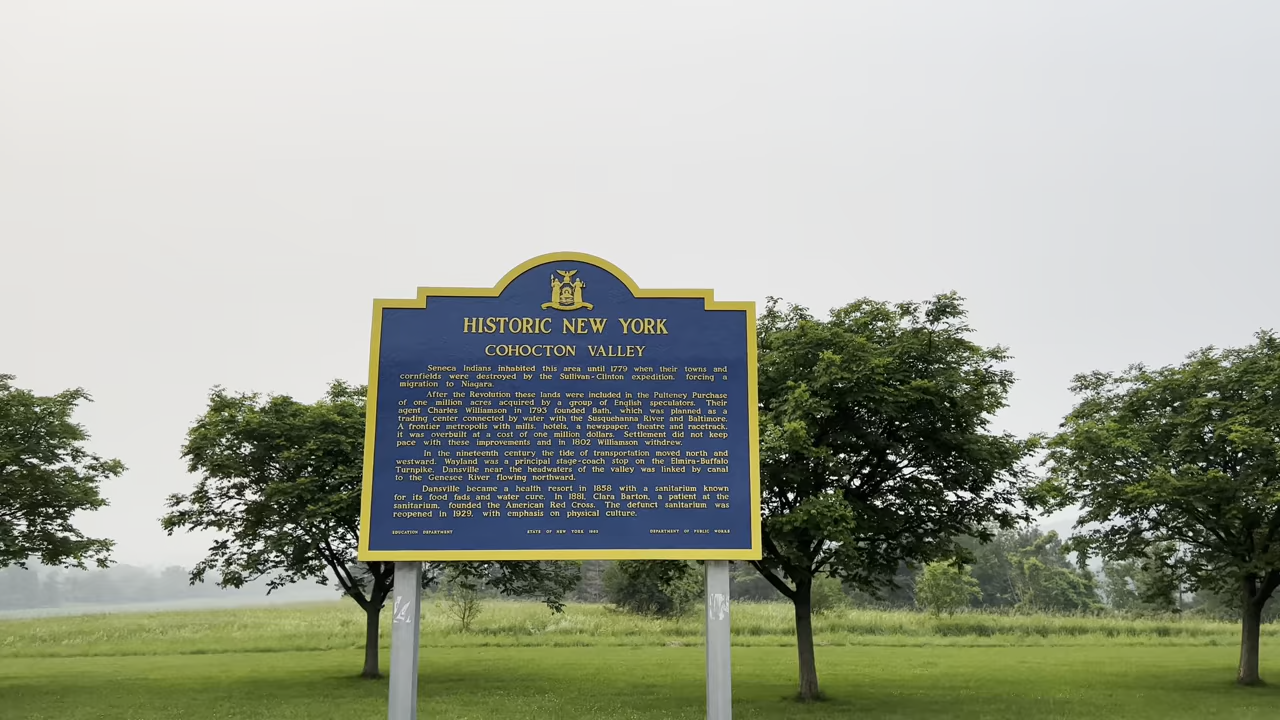 HISTORIC NEW YORK
COHOCTON VALLEY
Seneca Indians inhabited this area until 1779 when their towns and
cornfields were destroyed by the Sullivan-Clinton expedition, forcing a
migration to Niagara.
After the Revolution these lands were included in the Pulteney Purchase
of one million acres acquired by a group of English speculators. Their
agent Charles Williamson in 1793 founded Bath, which was planned as a
trading center connected by water with the Susquehanna River and Baltimore.
A frontier metropolis with mills, hotels, a newspaper, theatre and racetrack,
it was overbuilt at a cost of one million dollars. Settlement did not keep
pace with these improvements and in 1802 Williamson withdrew.
In the nineteenth century the tide of transportation moved north and
westward. Wayland was a principal stage-coach stop on the Elmira-Buffalo
Turnpike. Dansville near the headwaters of the valley was linked by canal
to the Genesee River flowing northward.
Dansville became a health resort in 1858 with a sanitarium known
for its food fads and water cure. In 1881, Clara Barton, a patient at the
sanitarium, founded the American Red Cross. The defunct sanitarium was
reopened in 1929, with emphasis on physical culture.
EDUCATION DEPARTMENT STATE OF NEW YORK DEPARTMENT OF PUBLIC WORKS